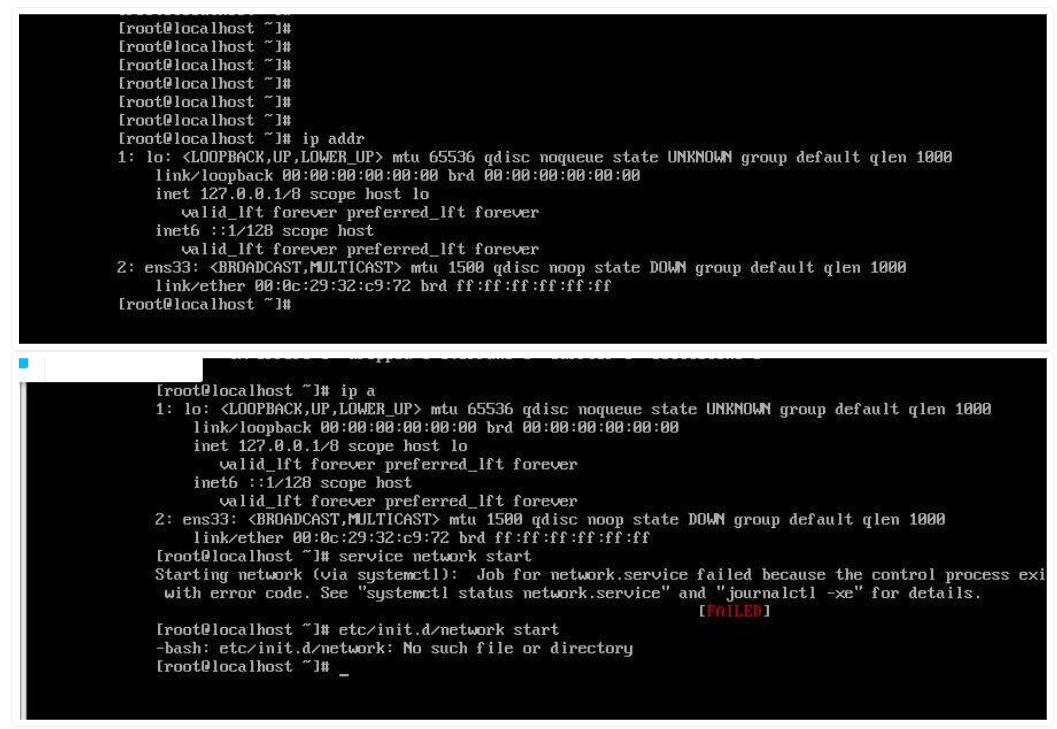 [root@localhost ~]#
[root@localhost ~]#
[root@localhost ~]#
[root@localhost ~]#
[root@localhost ~]#
[root@localhost ~]#
[root@localhost ~]# ip addr
1: lo: <LOOPBACK,UP,LOWER_UP> mtu 65536 qdisc noqueue state UNKNOWN group default qlen 1000
link/loopback 00:00:00:00:00:00 brd 00:00:00:00:00:00
inet 127.0.0.1/8 scope host lo
valid_lft forever preferred_lft forever
inet6 ::1/128 scope host
valid_lft forever preferred_lft forever
2: ens33: <BROADCAST,MULTICAST> mtu 1500 qdisc noop state DOWN group default qlen 1000
link/ether 00:0c:29:32:c9:72 brd ff:ff:ff:ff:ff:ff
[root@localhost ~]#
[root@localhost ~]# ip a
1: lo: <LOOPBACK,UP,LOWER_UP> mtu 65536 qdisc noqueue state UNKNOWN group default qlen 1000
link/loopback 00:00:00:00:00:00 brd 00:00:00:00:00:00
inet 127.0.0.1/8 scope host lo
valid_lft forever preferred_lft forever
inet6 ::1/128 scope host
valid_lft forever preferred_lft forever
2: ens33: <BROADCAST,MULTICAST> mtu 1500 qdisc noop state DOWN group default qlen 1000
link/ether 00:0c:29:32:c9:72 brd ff:ff:ff:ff:ff:ff
[root@localhost ~]# service network start
Starting network (via systemctl):  Job for network.service failed because the control process exi
with error code. See "systemctl status network.service" and "journalctl -xe" for details.
[FAILED]
[root@localhost ~]# etc/init.d/network start
-bash: etc/init.d/network: No such file or directory
[root@localhost ~]# _